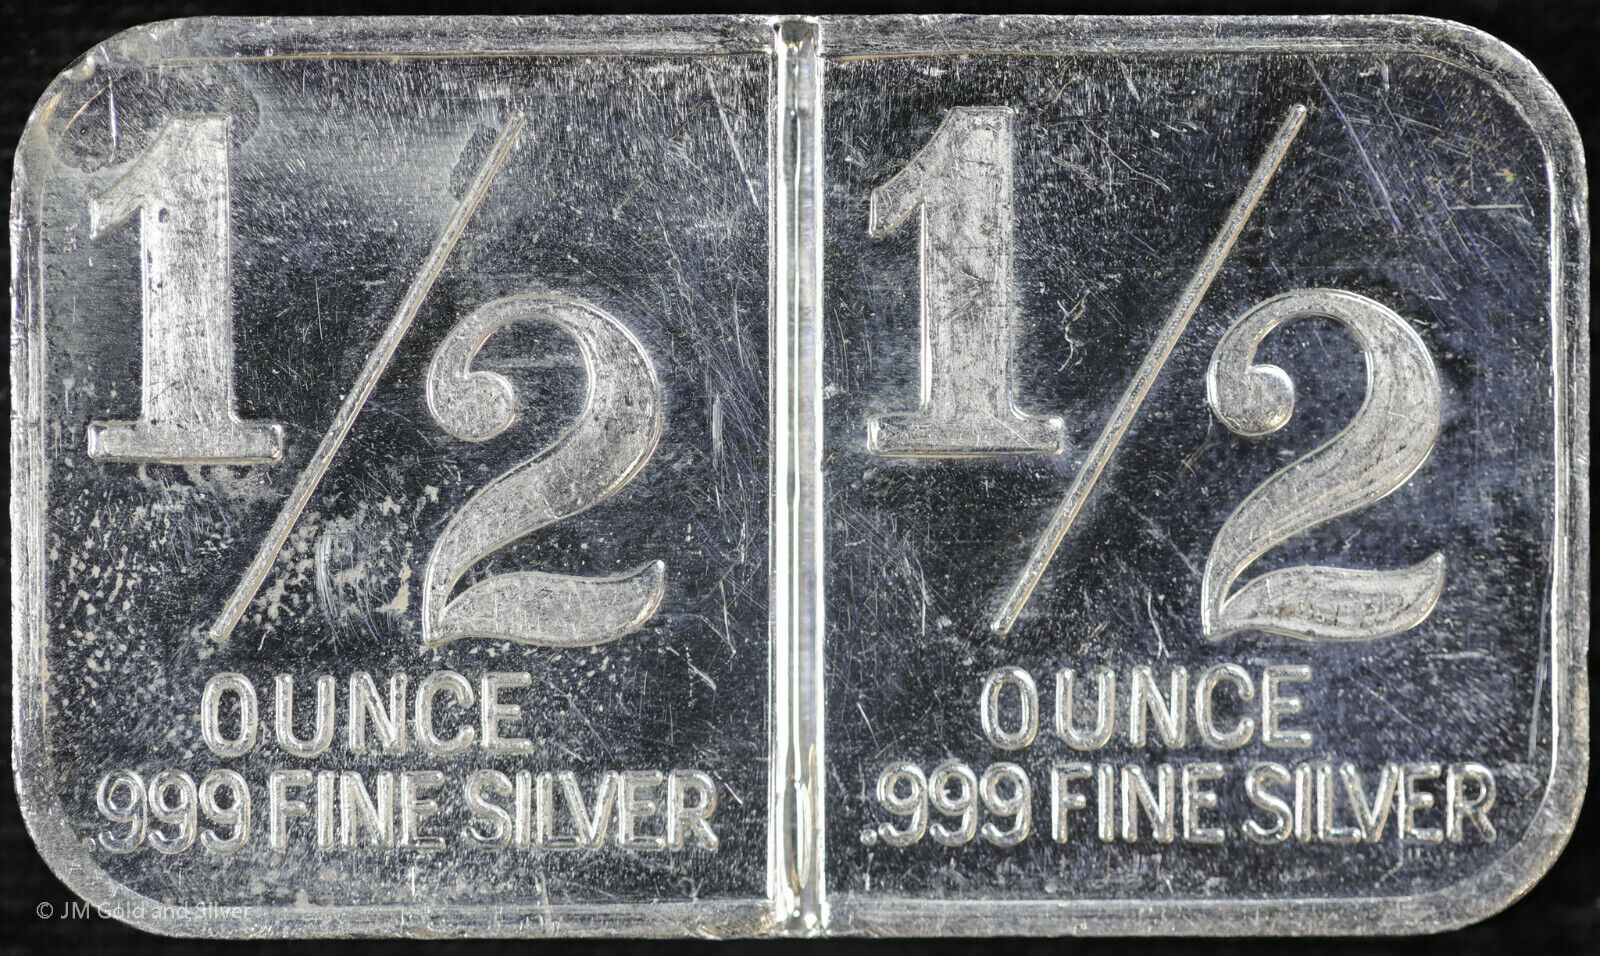 1/2
OUNCE
.999 FINE SILVER
1/2
OUNCE
.999 FINE SILVER
© JM Gold and Silver